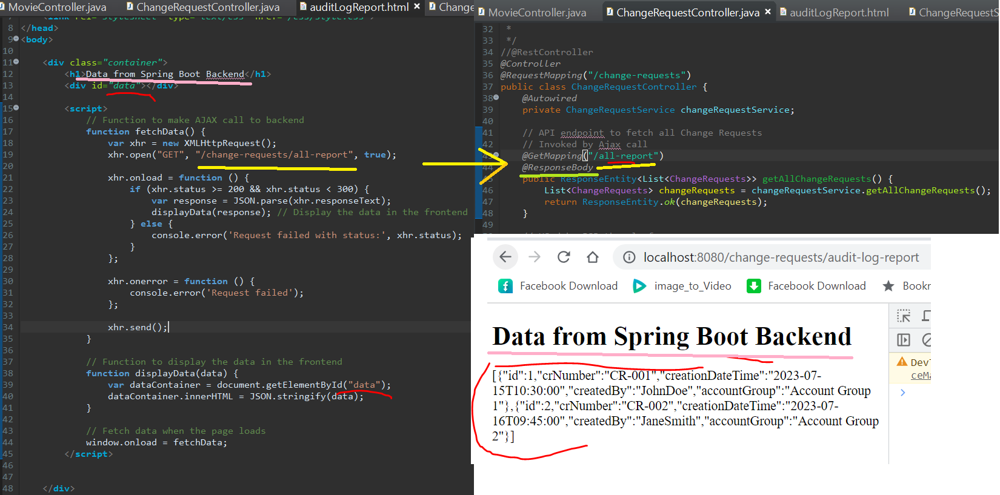 MovieController.java
ChangeRequestController.java
auditLogReport.html
Change
8 </head>
9 <body>
10
11 <div class="container">
12 <h1>Data from Spring Boot Backend</h1>
13 <div id="data"></div>
14
15 <script>
16 // Function to make AJAX call to backend
17 function fetchData() {
18 var xhr = new XMLHttpRequest();
19 xhr.open("GET", "/change-requests/all-report", true);
20
21 xhr.onload = function () {
22 if (xhr.status >= 200 && xhr.status < 300) {
23 var response = JSON.parse(xhr.responseText);
24 displayData(response); // Display the data in the frontend
25 } else {
26 console.error('Request failed with status:', xhr.status);
27 }
28 };
29
30 xhr.onerror = function () {
31 console.error('Request failed');
32 };
33
34 xhr.send();
35 }
36
37 // Function to display the data in the frontend
38 function displayData(data) {
39 var dataContainer = document.getElementById("data");
40 dataContainer.innerHTML = JSON.stringify(data);
41 }
42
43 // Fetch data when the page loads
44 window.onload = fetchData;
45 </script>
46
47
48 </div>
MovieController.java
ChangeRequestController.java
auditLogReport.html
ChangeRequestS
32 *
33 */
34 //@RestController
35 @Controller
36 @RequestMapping("/change-requests")
37 public class ChangeRequestController {
38 @Autowired
39 private ChangeRequestService changeRequestService;
40
41 // API endpoint to fetch all Change Requests
42 // Invoked by Ajax call
43 @GetMapping("/all-report")
44 @ResponseBody
45 public ResponseEntity<List<ChangeRequests>> getAllChangeRequests() {
46 List<ChangeRequests> changeRequests = changeRequestService.getAllChangeRequests();
47 return ResponseEntity.ok(changeRequests);
48 }
49
localhost:8080/change-requests/audit-log-report
Facebook Download
image_to_Video
Facebook Download
Bookr
Data from Spring Boot Backend
[{"id":1,"crNumber":"CR-001","creationDateTime":"2023-07-
15T10:30:00","createdBy":"JohnDoe","accountGroup":"Account Group
1"},{"id":2,"crNumber":"CR-002","creationDateTime":"2023-07-
16T09:45:00","createdBy":"JaneSmith","accountGroup":"Account Group
2"}]
DevT
ceMa